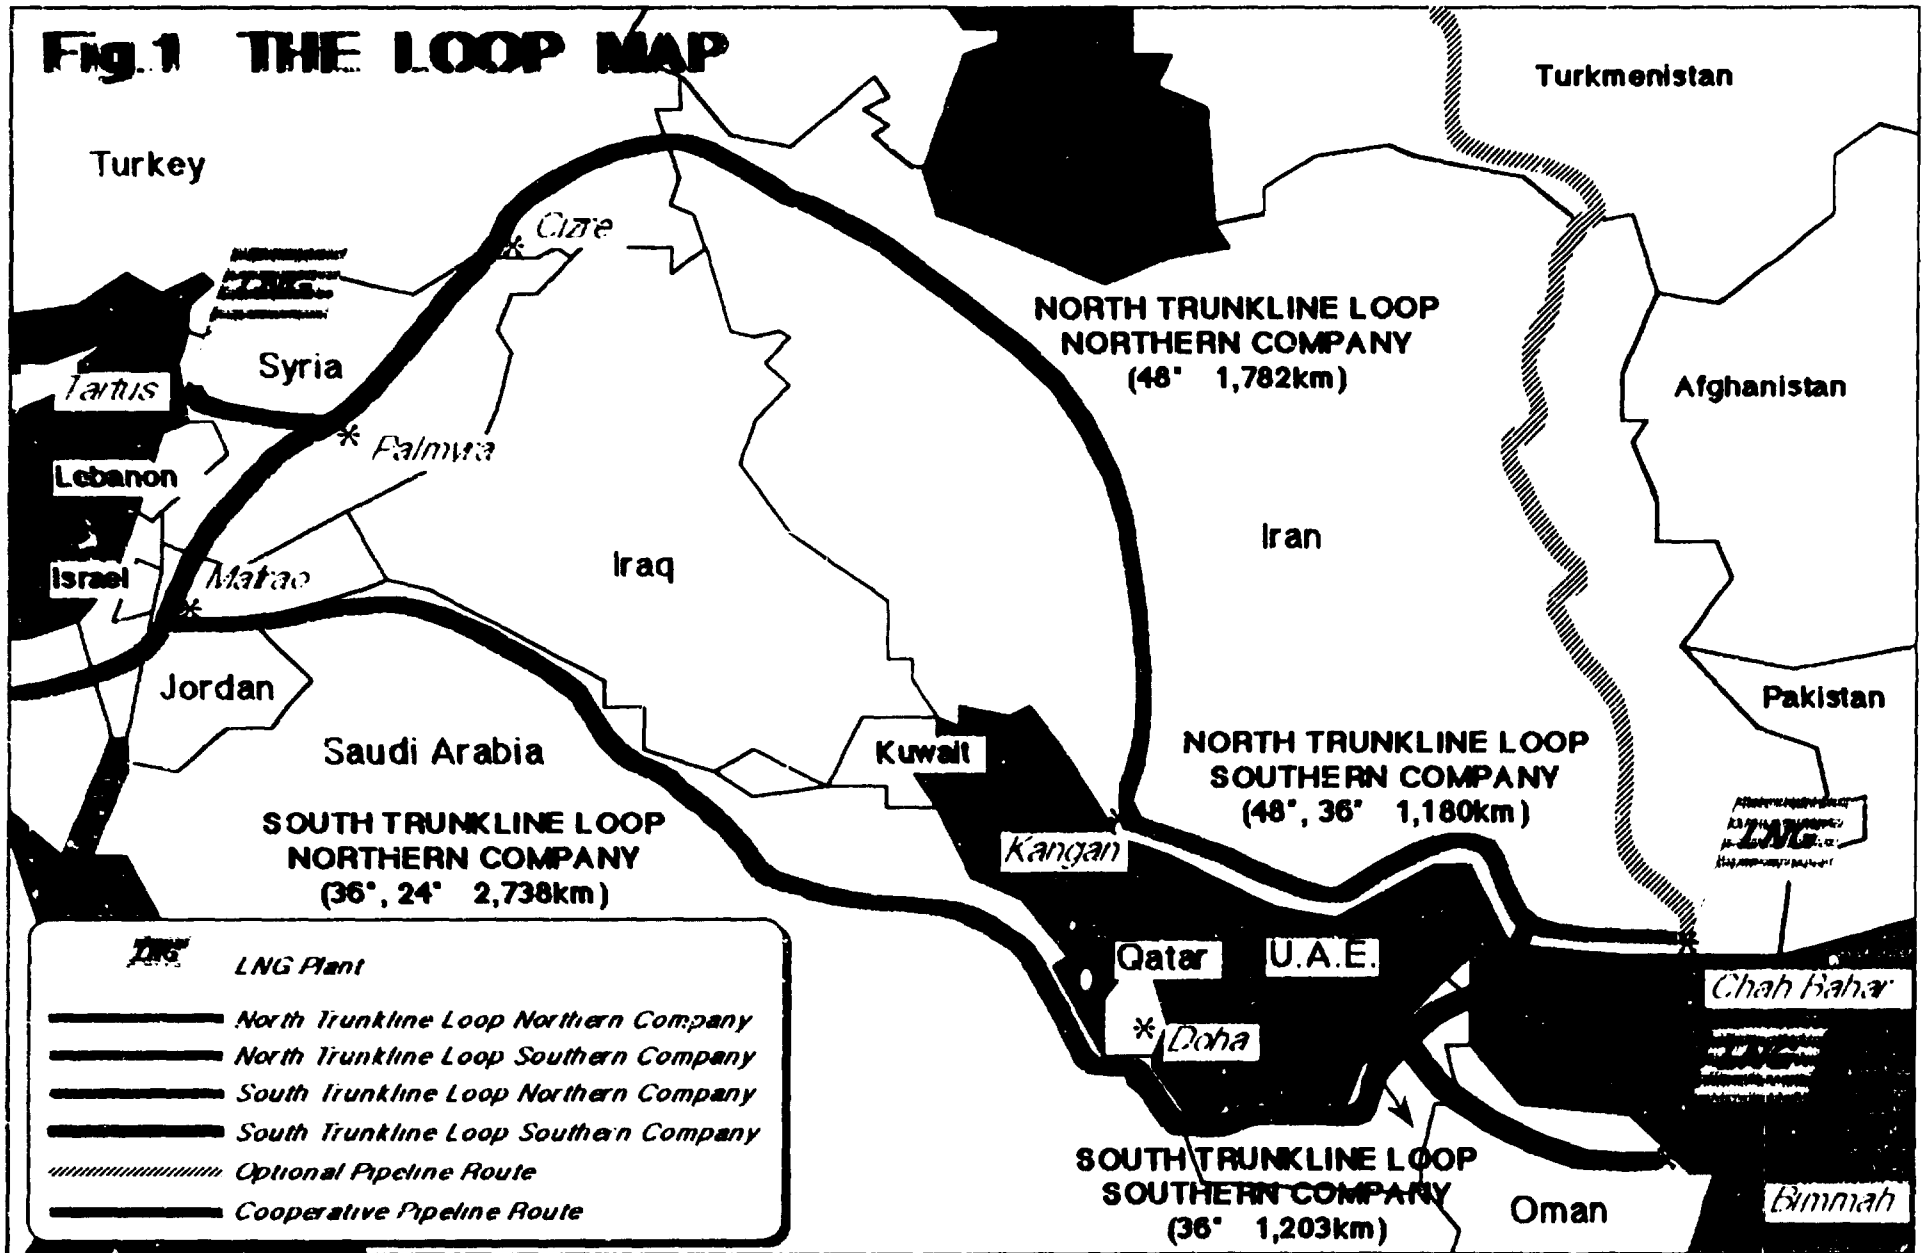 Fig.1 THE LOOP MAP
Turkmenistan
Turkey
Cizre
NORTH TRUNKLINE LOOP
NORTHERN COMPANY
(48" 1,782km)
Syria
Tartus
Afghanistan
Palmyra
Lebanon
Iraq
Iran
Israel
Mafrao
Jordan
Pakistan
Saudi Arabia
Kuwait
NORTH TRUNKLINE LOOP
SOUTHERN COMPANY
(48", 36" 1,180km)
SOUTH TRUNKLINE LOOP
NORTHERN COMPANY
(36", 24" 2,738km)
LNG
Kangan
Qatar
U.A.E.
Chah Bahar
Doha
SOUTH TRUNKLINE LOOP
SOUTHERN COMPANY
(36" 1,203km)
Oman
Bimmah
LNG
LNG Plant
North Trunkline Loop Northern Company
North Trunkline Loop Southern Company
South Trunkline Loop Northern Company
South Trunkline Loop Southern Company
Optional Pipeline Route
Cooperative Pipeline Route